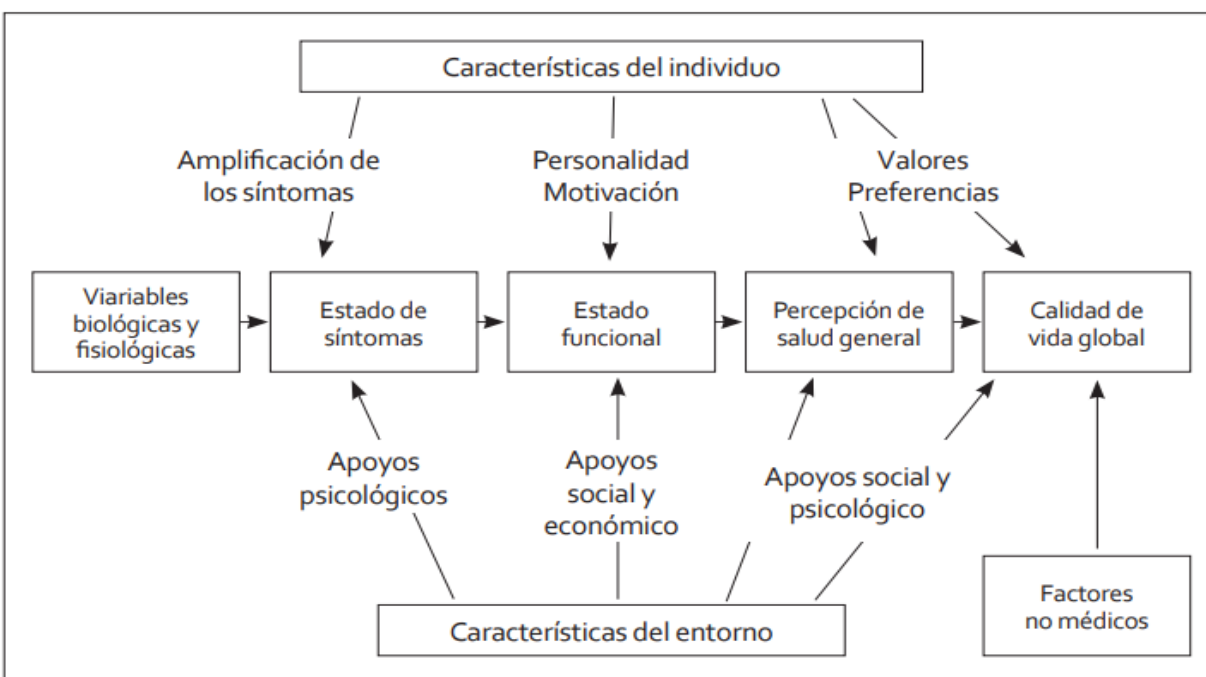 Características del individuo
Amplificación de
los síntomas
Personalidad
Motivación
Valores
Preferencias
Viariables
biológicas y
fisiológicas
Estado de
síntomas
Estado
funcional
Percepción de
salud general
Calidad de
vida global
Apoyos
psicológicos
Apoyos
social y
económico
Apoyos social y
psicológico
Características del entorno
Factores
no médicos